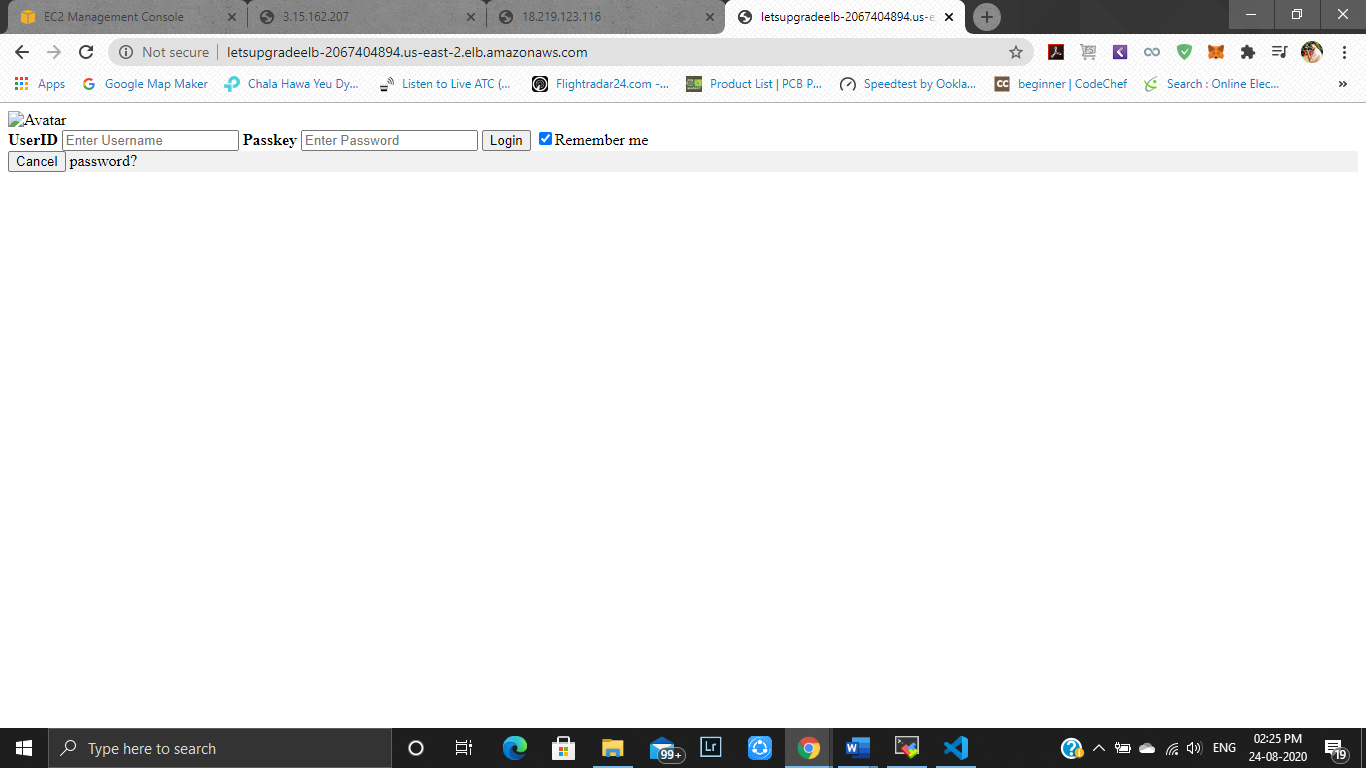 EC2 Management Console
3.15.162.207
18.219.123.116
letsupgradeelb-2067404894.us-e
Not secure
letsupgradeelb-2067404894.us-east-2.elb.amazonaws.com
Apps
Google Map Maker
Chala Hawa Yeu Dy...
Listen to Live ATC (...
Flightradar24.com -...
Product List | PCB P...
Speedtest by Ookla...
CC
beginner | CodeChef
Search : Online Elec...
»
Avatar
UserID Enter Username Passkey Enter Password Login Remember me
Cancel password?
Type here to search
99+
Lr
ENG
02:25 PM
24-08-2020
19